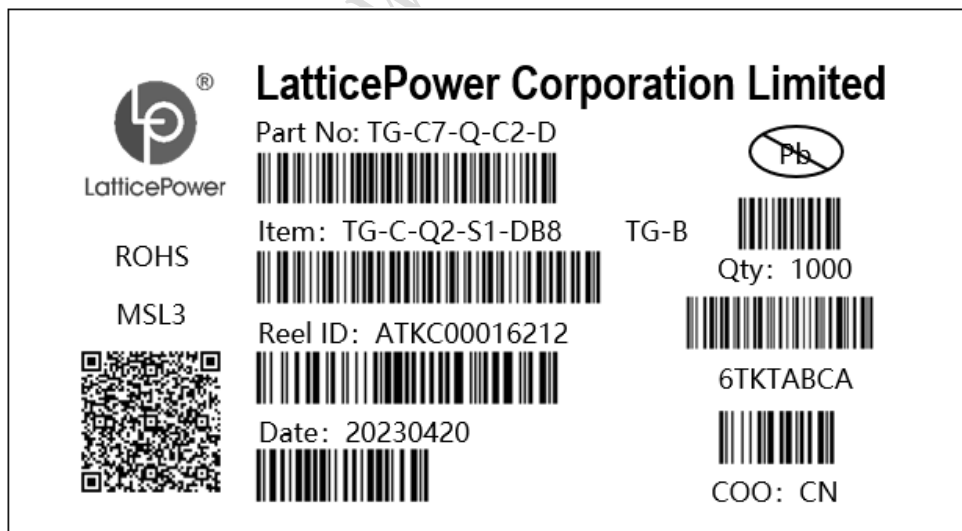 LatticePower Corporation Limited
®
LP
LatticePower
Part No: TG-C7-Q-C2-D
Pb
Item: TG-C-Q2-S1-DB8 TG-B
ROHS
Qty: 1000
MSL3
Reel ID: ATKC00016212
6TKTABCA
Date: 20230420
COO: CN